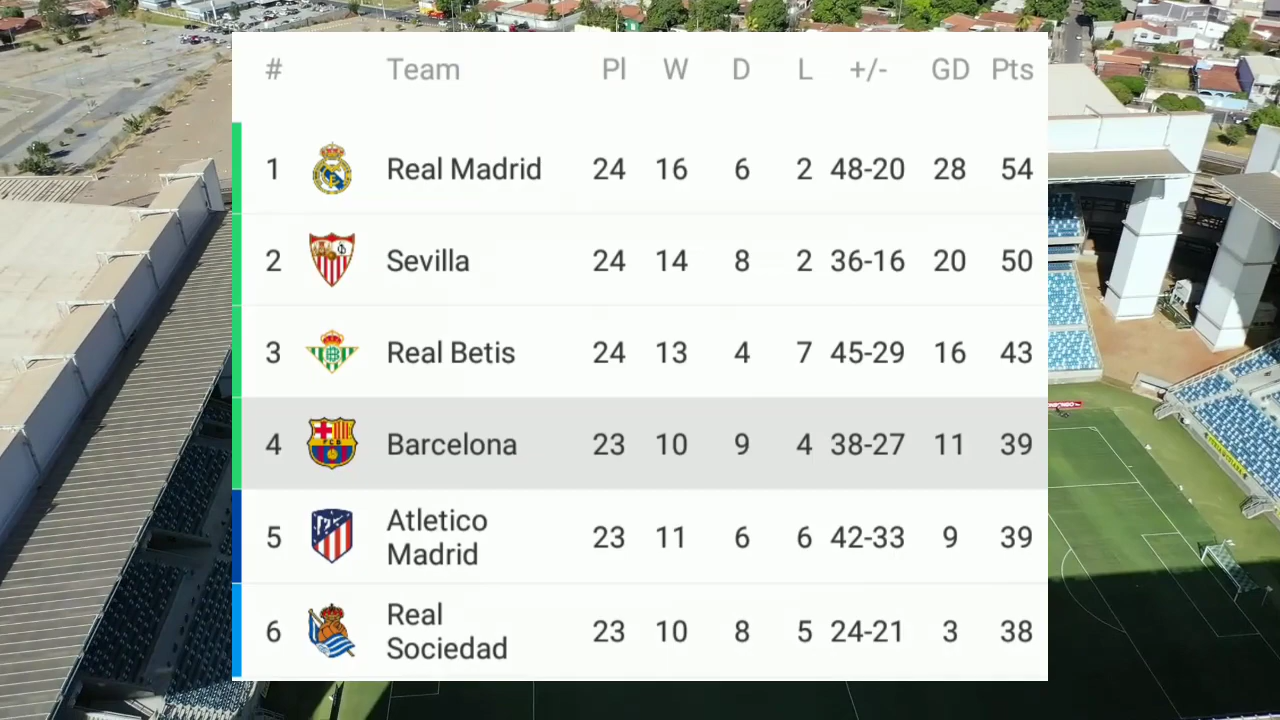 # Team Pl W D L +/- GD Pts
1 Real Madrid 24 16 6 2 48-20 28 54
2 Sevilla 24 14 8 2 36-16 20 50
3 Real Betis 24 13 4 7 45-29 16 43
4 Barcelona 23 10 9 4 38-27 11 39
5 Atletico Madrid 23 11 6 6 42-33 9 39
6 Real Sociedad 23 10 8 5 24-21 3 38